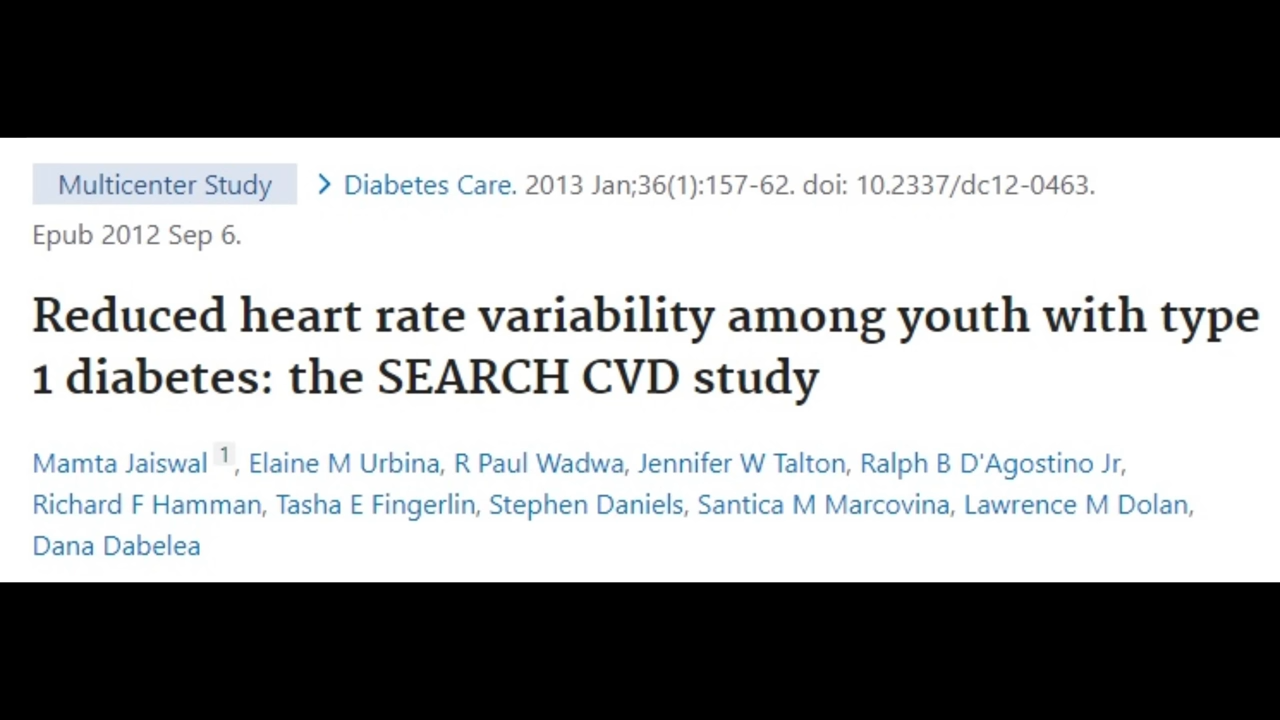 Multicenter Study > Diabetes Care. 2013 Jan;36(1):157-62. doi: 10.2337/dc12-0463.
Epub 2012 Sep 6.
Reduced heart rate variability among youth with type
1 diabetes: the SEARCH CVD study
Mamta Jaiswal 1, Elaine M Urbina, R Paul Wadwa, Jennifer W Talton, Ralph B D'Agostino Jr,
Richard F Hamman, Tasha E Fingerlin, Stephen Daniels, Santica M Marcovina, Lawrence M Dolan,
Dana Dabelea